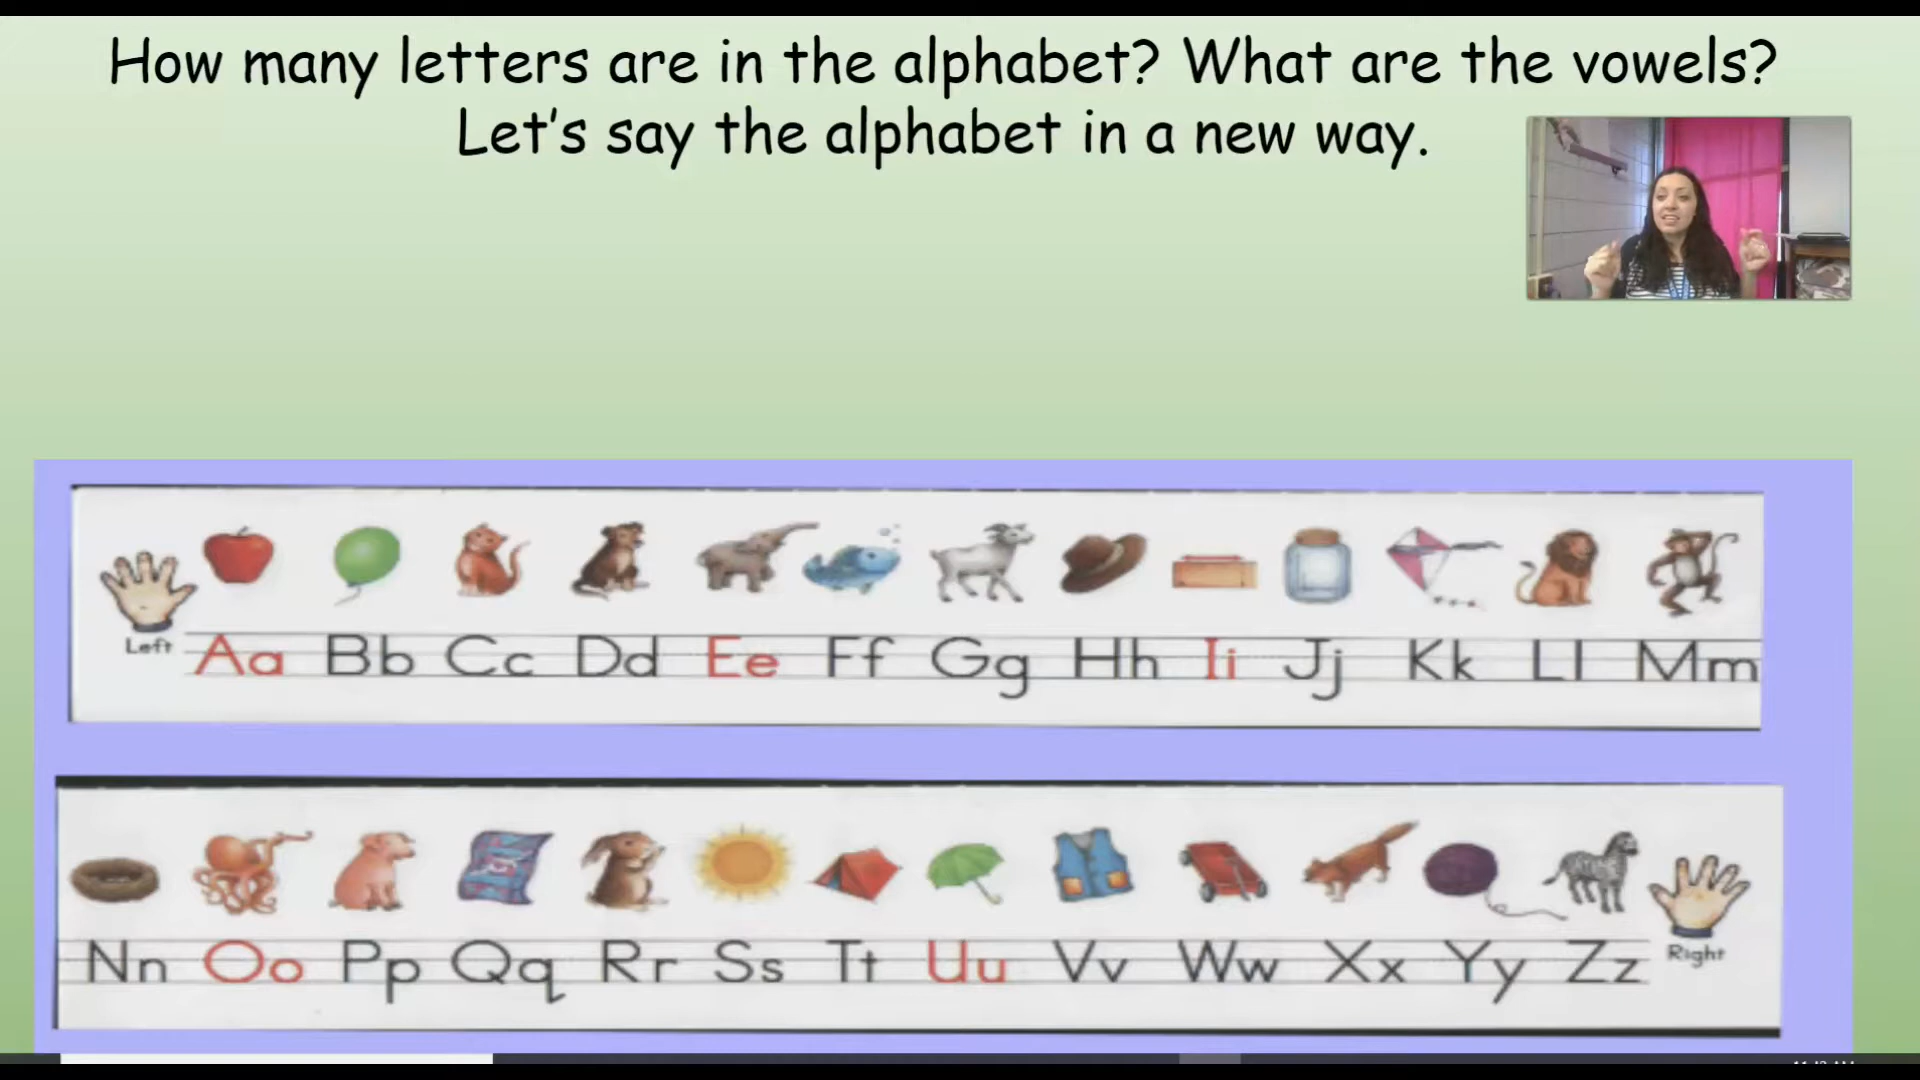 How many letters are in the alphabet? What are the vowels?
Let's say the alphabet in a new way.
Left Aa Bb Cc Dd Ee Ff Gg Hh Ii Jj Kk Ll Mm
Nn Oo Pp Qq Rr Ss Tt Uu Vv Ww Xx Yy Zz Right